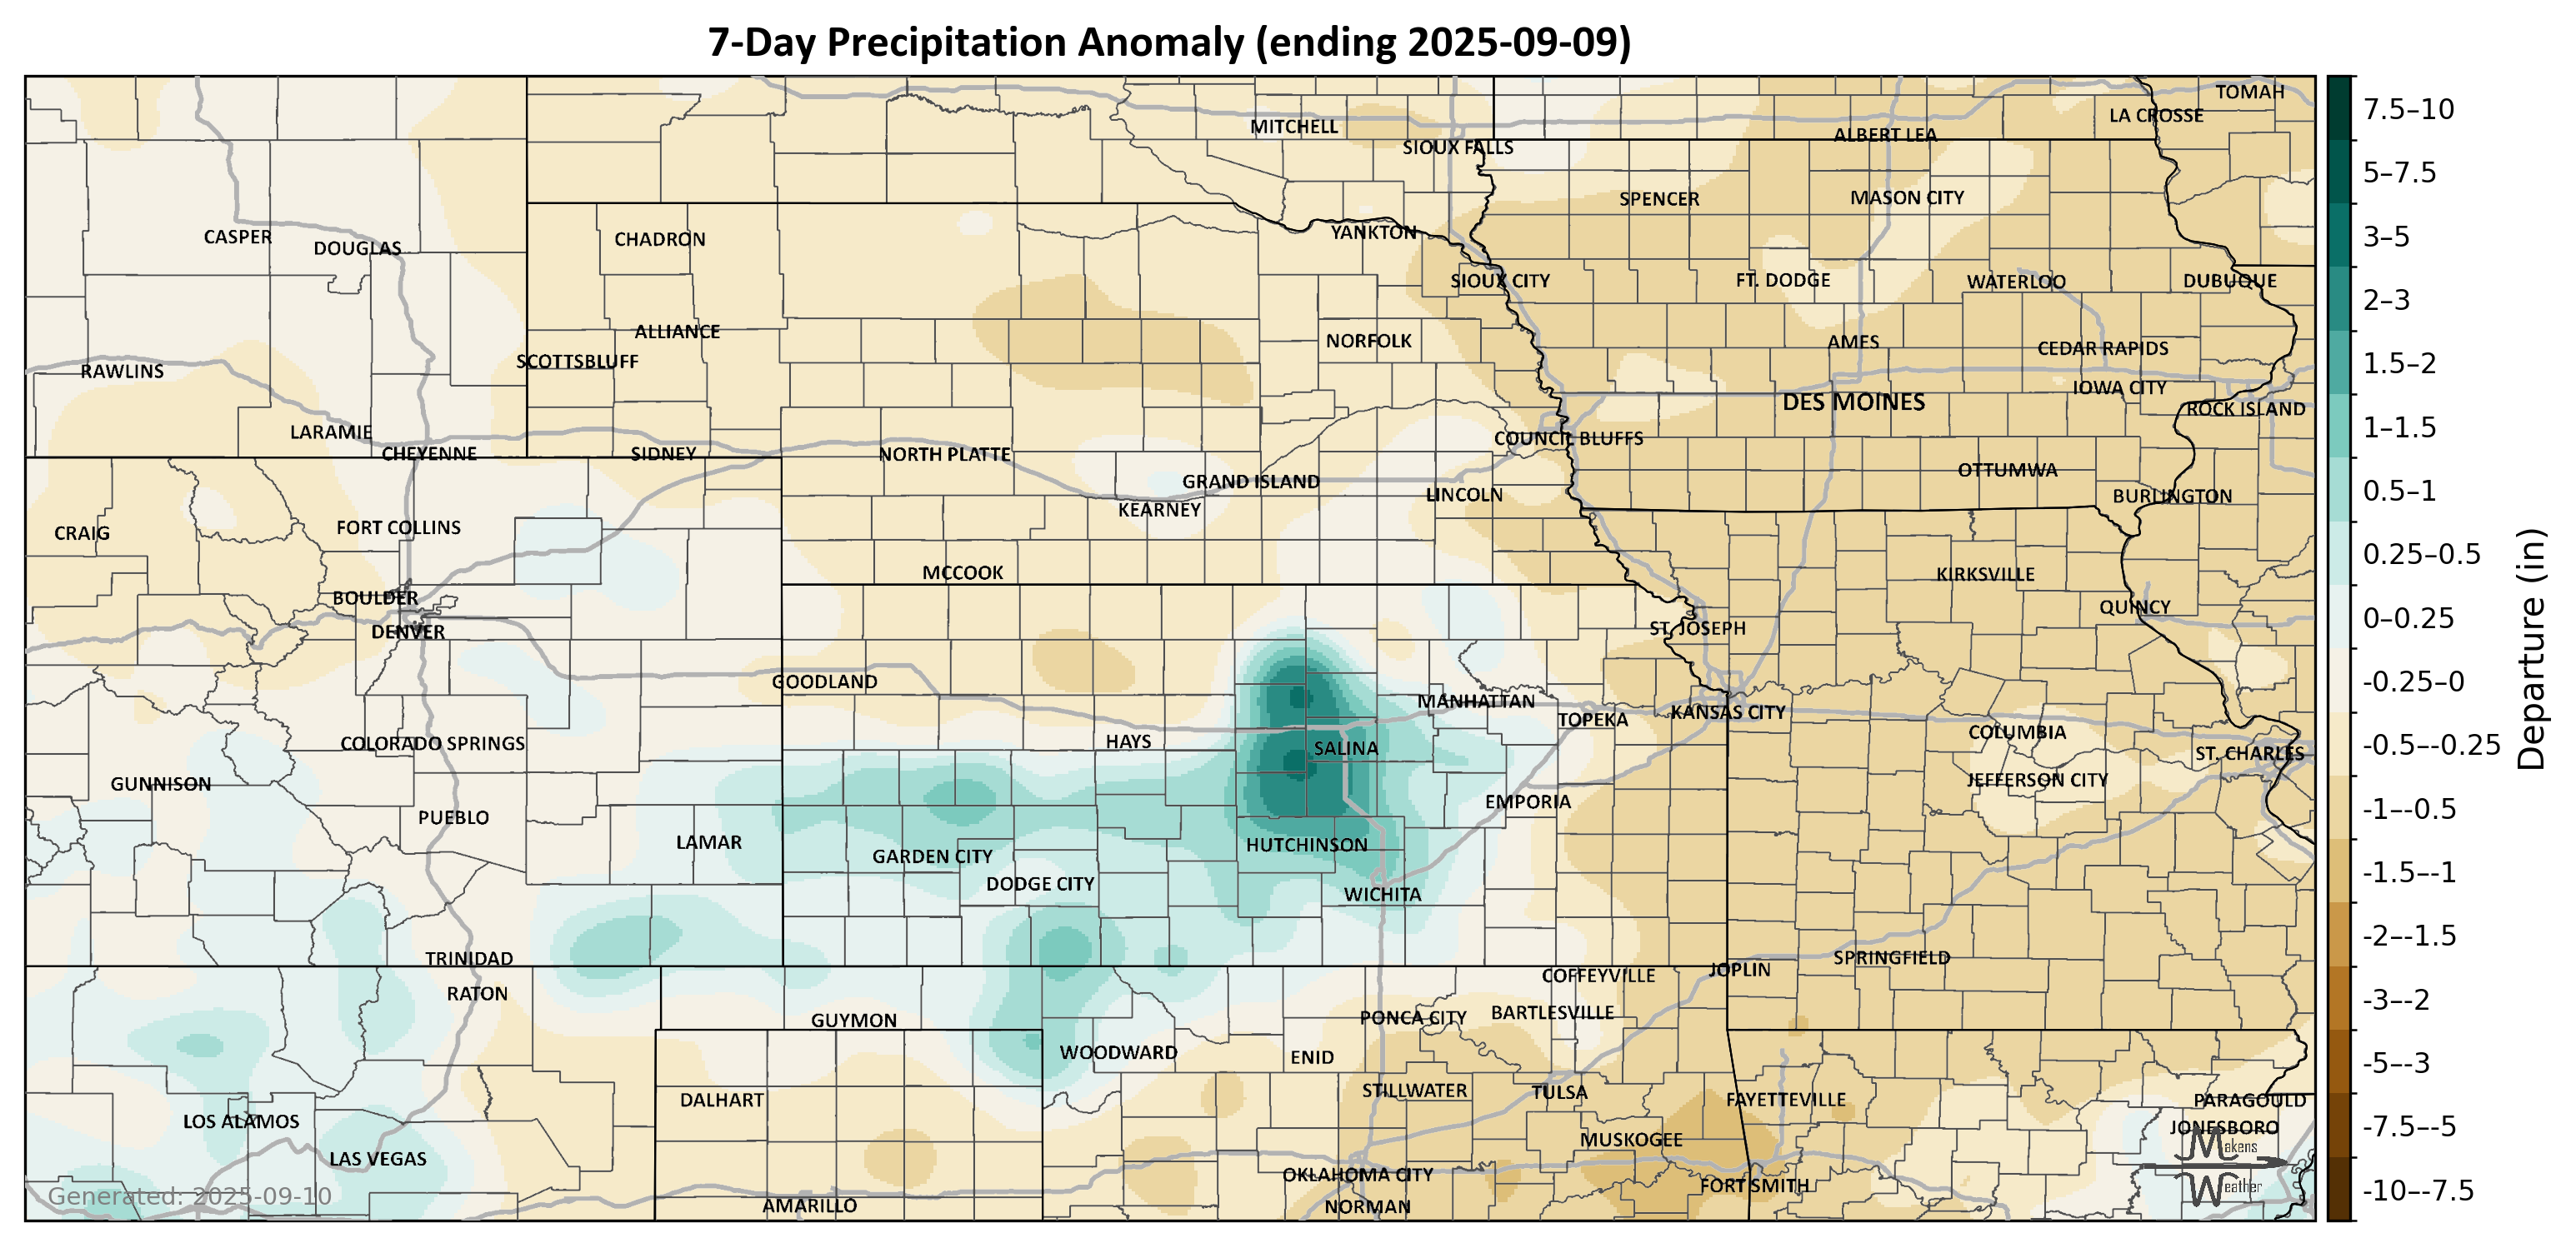 7-Day Precipitation Anomaly (ending 2025-09-09)
TOMAH
LA CROSSE
MITCHELL
ALBERT LEA
SIOUX FALLS
SPENCER
MASON CITY
CASPER
DOUGLAS
CHADRON
YANKTON
SIOUX CITY
FT. DODGE
WATERLOO
DUBUQUE
ALLIANCE
NORFOLK
AMES
CEDAR RAPIDS
SCOTTSBLUFF
RAWLINS
IOWA CITY
DES MOINES
ROCK ISLAND
LARAMIE
COUNCIL BLUFFS
CHEYENNE
SIDNEY
NORTH PLATTE
OTTUMWA
GRAND ISLAND
LINCOLN
BURLINGTON
KEARNEY
CRAIG
FORT COLLINS
MCCOOK
KIRKSVILLE
BOULDER
QUINCY
DENVER
ST. JOSEPH
GOODLAND
MANHATTAN
TOPEKA
KANSAS CITY
COLUMBIA
COLORADO SPRINGS
HAYS
SALINA
ST. CHARLES
GUNNISON
JEFFERSON CITY
EMPORIA
PUEBLO
LAMAR
HUTCHINSON
GARDEN CITY
DODGE CITY
WICHITA
TRINIDAD
SPRINGFIELD
JOPLIN
COFFEYVILLE
RATON
BARTLESVILLE
PONCA CITY
GUYMON
WOODWARD
ENID
STILLWATER
TULSA
DALHART
FAYETTEVILLE
PARAGOULD
LOS ALAMOS
JONESBORO
MUSKOGEE
LAS VEGAS
OKLAHOMA CITY
FORT SMITH
AMARILLO
NORMAN
Generated: 2025-09-10
Makens
Weather
7.5–10
5–7.5
3–5
2–3
1.5–2
1–1.5
0.5–1
0.25–0.5
0–0.25
-0.25–0
-0.5–-0.25
-1–-0.5
-1.5–-1
-2–-1.5
-3–-2
-5–-3
-7.5–-5
-10–-7.5
Departure (in)